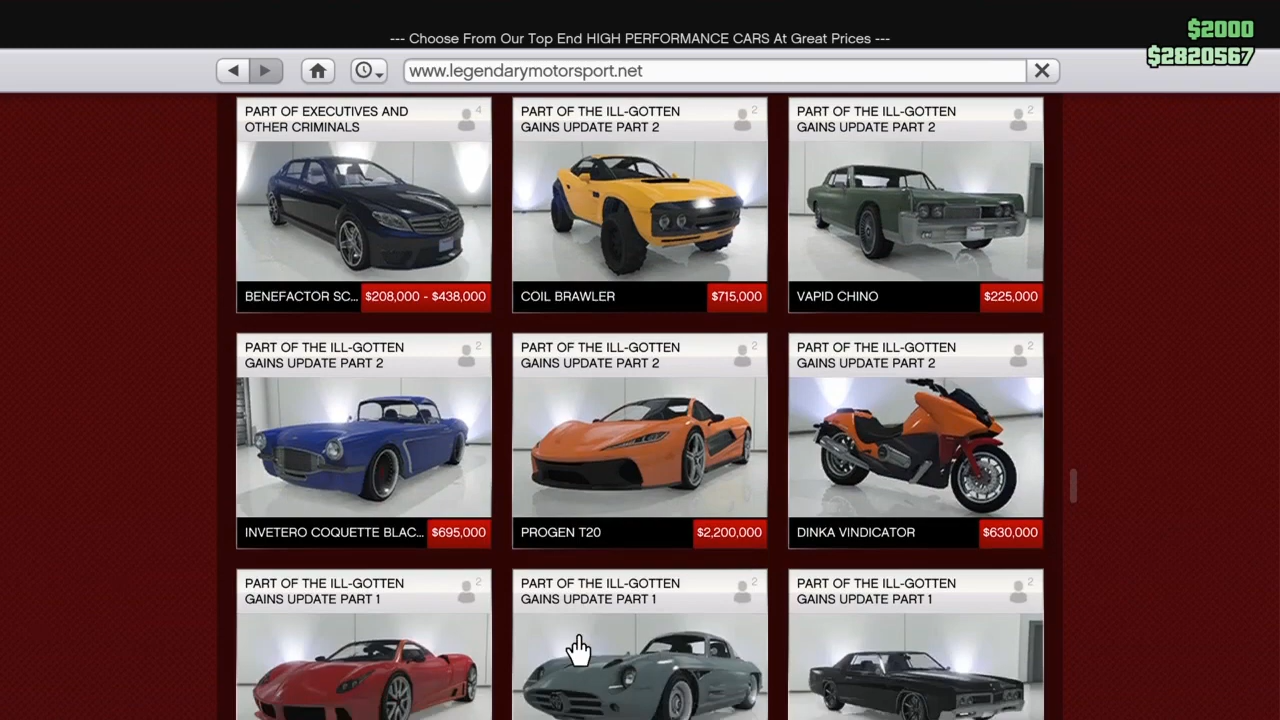 --- Choose From Our Top End HIGH PERFORMANCE CARS At Great Prices ---
$2000
$2820567
www.legendarymotorsport.net
PART OF EXECUTIVES AND
OTHER CRIMINALS
4
BENEFACTOR SC...
$208,000 - $438,000
PART OF THE ILL-GOTTEN
GAINS UPDATE PART 2
2
COIL BRAWLER
$715,000
PART OF THE ILL-GOTTEN
GAINS UPDATE PART 2
2
VAPID CHINO
$225,000
PART OF THE ILL-GOTTEN
GAINS UPDATE PART 2
2
INVETERO COQUETTE BLAC...
$695,000
PART OF THE ILL-GOTTEN
GAINS UPDATE PART 2
2
PROGEN T20
$2,200,000
PART OF THE ILL-GOTTEN
GAINS UPDATE PART 2
2
DINKA VINDICATOR
$630,000
PART OF THE ILL-GOTTEN
GAINS UPDATE PART 1
2
PART OF THE ILL-GOTTEN
GAINS UPDATE PART 1
2
PART OF THE ILL-GOTTEN
GAINS UPDATE PART 1
2